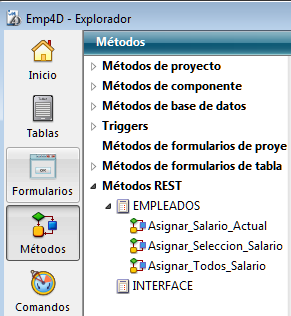 Emp4D - Explorador
Inicio
Tablas
Formularios
Métodos
Comandos
Métodos
Métodos de proyecto
Métodos de componente
Métodos de base de datos
Triggers
Métodos de formularios de proye
Métodos de formularios de tabla
Métodos REST
EMPLEADOS
Asignar_Salario_Actual
Asignar_Seleccion_Salario
Asignar_Todos_Salario
INTERFACE